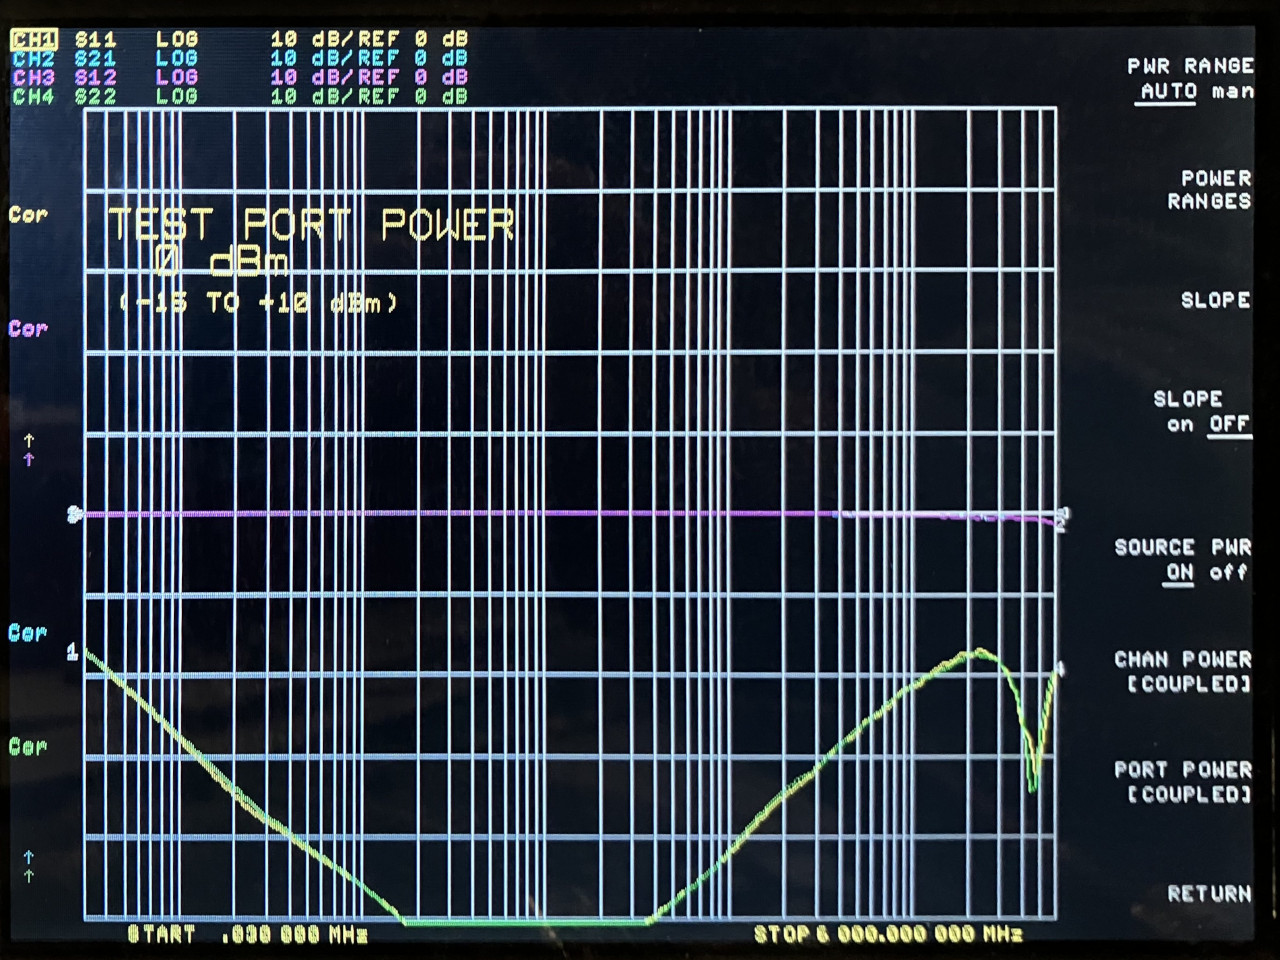 CH1 S11 LOG 10 dB/REF 0 dB
CH2 S21 LOG 10 dB/REF 0 dB
CH3 S12 LOG 10 dB/REF 0 dB
CH4 S22 LOG 10 dB/REF 0 dB
PWR RANGE
AUTO man
POWER
RANGES
Cor
TEST PORT POWER
0 dBm
(-15 TO +10 dBm)
SLOPE
Cor
SLOPE
on OFF
↑
↑
2
SOURCE PWR
ON off
Cor
1
4
CHAN POWER
[COUPLED]
Cor
PORT POWER
[COUPLED]
↑
↑
RETURN
START .030 000 MHz
STOP 6 000.000 000 MHz